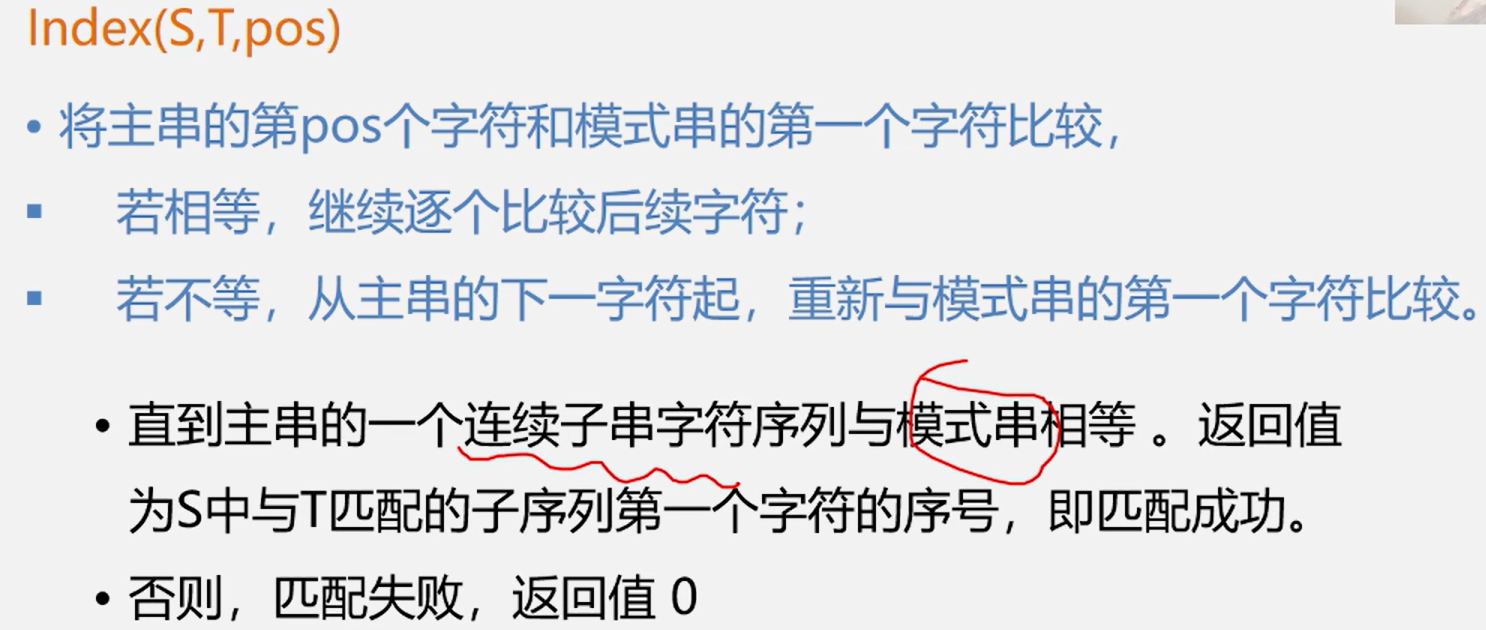 Index(S,T,pos)
• 将主串的第pos个字符和模式串的第一个字符比较，
▪ 若相等，继续逐个比较后续字符；
▪ 若不等，从主串的下一字符起，重新与模式串的第一个字符比较。
• 直到主串的一个连续子串字符序列与模式串相等 。返回值
为S中与T匹配的子序列第一个字符的序号，即匹配成功。
• 否则，匹配失败，返回值 0